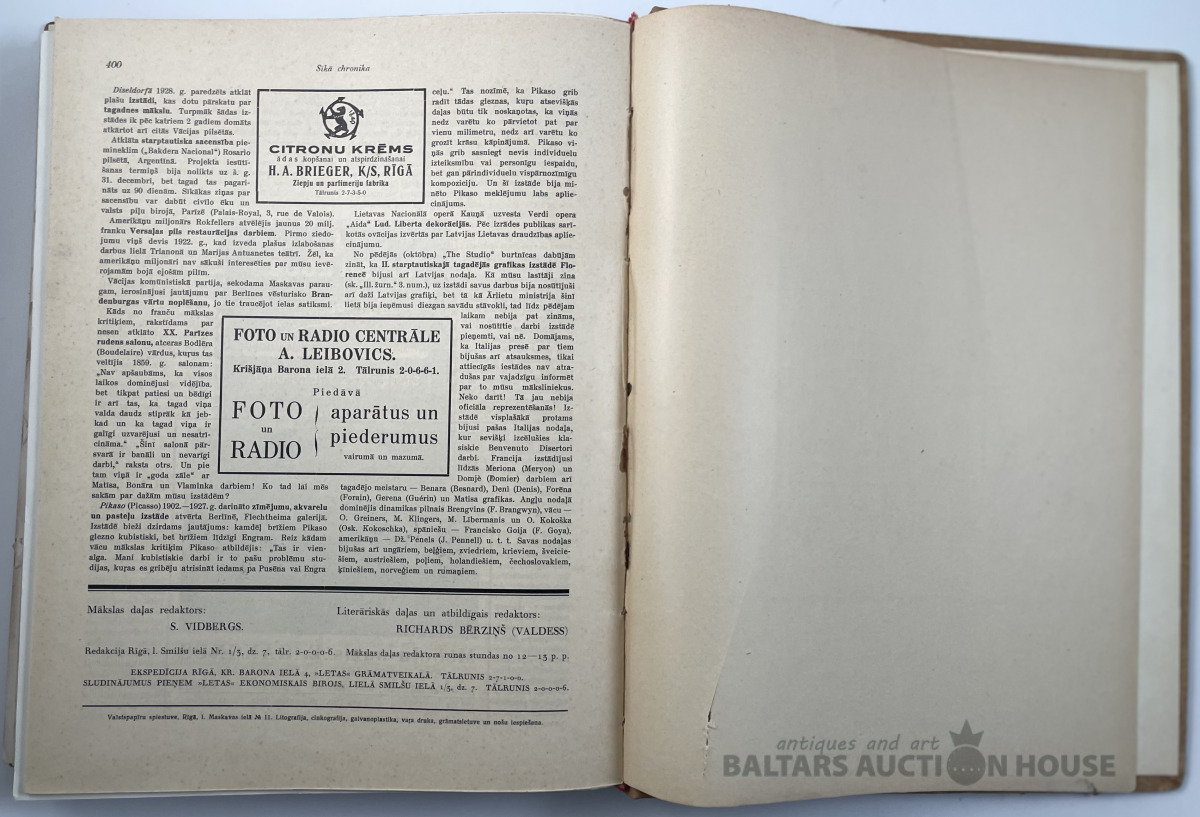 400
Sīkā chronika
Diseldorfā 1928. g. paredzēts atklāt
plašu izstādi, kas dotu pārskatu par
tagadnes mākslu. Turpmāk šādas iz-
stādes ik pēc katriem 2 gadiem domāts
atkārtot arī citās Vācijas pilsētās.
Atklāta starptautiska sacensība pie-
mineklim („Bakdera Nacional") Rosario
pilsētā, Argentinā. Projekta iesūtī-
šanas termiņš bija nolikts uz š. g.
31. decembri, bet tagad tas pagari-
nāts uz 90 dienām. Sīkākas ziņas par
sacensību var dabūt civīlo ēku un
valsts piļu birojā, Parīzē (Palais-Royal, 3, rue de Valois).
Amerikāņu miljonārs Rokfellers atvēlējis jaunus 20 milj.
franku Versaļas pils restaurācijas darbiem. Pirmo ziedo-
jumu viņš devis 1922. g., kad izveda plašus izlabošanas
darbus lielā Trianonā un Marijas Antuanetes teātrī. Žēl, ka
amerikāņu miljonāri nav sākuši interesēties par mūsu ievē-
rojamām bojā ejošām pilīm.
Vācijas komūnistiskā partija, sekodama Maskavas parau-
gam, ierosinājusi jautājumu par Berlīnes vēsturisko Bran-
denburgas vārtu noplēšanu, jo tie traucējot ielas satiksmi.
Kāds no franču mākslas
kritiķiem, rakstīdams par
nesen atklāto XX. Parīzes
rudens salonu, atceras Bodlēra
(Boudelaire) vārdus, kuŗus tas
veltījis 1859. g. salonam:
„Nav apšaubāms, ka visos
laikos dominējusi vidējība,
bet tikpat patiesi un bēdīgi
ir arī tas, ka tagad viņa
valda daudz stiprāk kā jeb-
kad un ka tagad viņa ir
galīgi uzvarējusi un nesatri-
cināma." „Šinī salonā pār-
svarā ir banāli un nevarīgi
darbi," raksta otrs. Un pie
tam viņā ir „goda zāle" ar
Matisa, Bonāra un Vlaminka darbiem! Ko tad lai mēs
sakām par dažām mūsu izstādēm?
Pikaso (Picasso) 1902.—1927. g. darināto zīmējumu, akvareļu
un pasteļu izstāde atvērta Berlīnē, Flechtheima galerijā.
Izstādē bieži dzirdams jautājums: kamdēļ brīžiem Pikaso
glezno kubistiski, bet brīžiem līdzīgi Engram. Reiz kādam
vācu mākslas kritiķim Pikaso atbildējis: „Tas ir vien-
alga. Mani kubistiskie darbi ir to pašu problēmu stu-
dijas, kuŗas es gribēju atrisināt iedams pa Pusēna vai Engra
CITRONU KRĒMS
ādas kopšanai un atspirdzināšanai
H. A. BRIEGER, K/S, RĪGĀ
Ziepju un parfimeriju fabrika
Tālrunis 2-7-3-5-0
ceļu." Tas nozīmē, ka Pikaso grib
radīt tādas gleznas, kuŗu atsevišķās
daļas būtu tik noskaņotas, ka viņās
nedz varētu ko pārvietot pat par
vienu milimetru, nedz arī varētu ko
grozīt krāsu kāpinājumā. Pikaso vi-
ņās grib sasniegt nevis individuelu
izteiksmību vai personīgu iespaidu,
bet gan pārindividuelu vispārnozīmīgu
kompoziciju. Un šī izstāde bija mi-
nēto Pikaso meklējumu labs aplie-
cinājums.
Lietavas Nacionālā operā Kauņā uzvesta Verdi opera
„Aida" Lud. Liberta dekorācijās. Pēc izrādes publikas sarī-
kotās ovācijas izvērtās par Latvijas Lietavas draudzības aplie-
cinājumu.
No pēdējās (oktobŗa) „The Studio" burtnīcas dabūjām
zināt, ka II. starptautiskajā tagadējās grafikas izstādē Flo-
rencē bijusi arī Latvijas nodaļa. Kā mūsu lasītāji zina
(sk. „Ill. žurn." 3. num.), uz izstādi savus darbus bija nosūtījuši
arī daži Latvijas grafiķi, bet tā kā Ārlietu ministrija šinī
lietā bija ieņēmusi diezgan savādu stāvokli, tad līdz pēdējam
laikam nebija pat zināms,
vai nosūtītie darbi izstādē
pieņemti, vai nē. Domājams,
ka Italijas presē par tiem
bijušas arī atsauksmes, tikai
attiecīgās iestādes nav atra-
dušas par vajadzīgu informēt
par to mūsu māksliniekus.
Neko darīt! Tā jau nebija
oficiāla reprezentēšanās! Iz-
stādē visplašākā protams
bijusi pašas Italijas nodaļa,
kur sevišķi izcēlušies kla-
siskie Benvenuto Disertori
darbi. Francija izstādījusi
līdzās Meriona (Meryon) un
Domjē (Domier) darbiem arī
tagadējo meistaru — Benara (Besnard), Denī (Denis), Forēna
(Forain), Gerena (Guérin) un Matisa grafikas. Angļu nodaļā
dominējis dinamikas pilnais Brengvins (F. Brangwyn), vācu —
O. Greiners, M. Klingers, M. Libermanis un O. Kokoška
(Osk. Kokoschka), spāniešu — Francisko Goija (F. Goya),
amerikāņu — Dž. Penels (J. Pennell) u. t. t. Savas nodaļas
bijušas arī ungāriem, beļģiem, zviedriem, krieviem, šveicie-
šiem, austriešiem, poļiem, holandiešiem, čechoslovakiem,
ķīniešiem, norvēģiem un rumaņiem.
FOTO UN RADIO CENTRĀLE
A. LEIBOVICS.
Krišjāņa Barona ielā 2. Tālrunis 2-0-6-6-1.
Piedāvā
FOTO
un
RADIO
aparātus un
piederumus
vairumā un mazumā.
Mākslas daļas redaktors:
S. VIDBERGS.
Literāriskās daļas un atbildīgais redaktors:
RICHARDS BĒRZIŅŠ (VALDESS)
Redakcija Rīgā, l. Smilšu ielā Nr. 1/3, dz. 7, tālr. 2-0-0-0-6. Mākslas daļas redaktora runas stundas no 12—13 p. p.
EKSPEDĪCIJA RĪGĀ, KR. BARONA IELĀ 4, »LETAS« GRĀMATVEIKALĀ. TĀLRUNIS 2-7-1-0-0.
SLUDINĀJUMUS PIEŅEM »LETAS« EKONOMISKAIS BIROJS, LIELĀ SMILŠU IELĀ 1/3, dz. 7. TĀLRUNIS 2-0-0-0-6.
Valstspapīru spiestuve, Rīgā, l. Maskavas ielā № 11. Litografija, cinkografija, galvanoplastika, vaŗa druka, grāmatsietuve un nošu iespiešana.
antiques and art
BALTARS AUCTION HOUSE